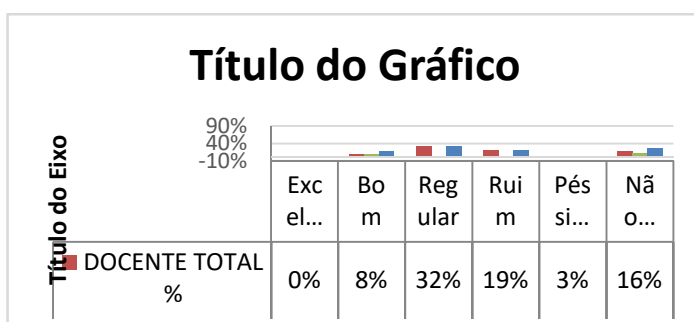 Título do Gráfico
Título do Eixo
90%
40%
-10%
Exc
el...
Bo
m
Reg
ular
Rui
m
Pés
si...
Nã
o...
DOCENTE TOTAL
%
0%
8%
32%
19%
3%
16%